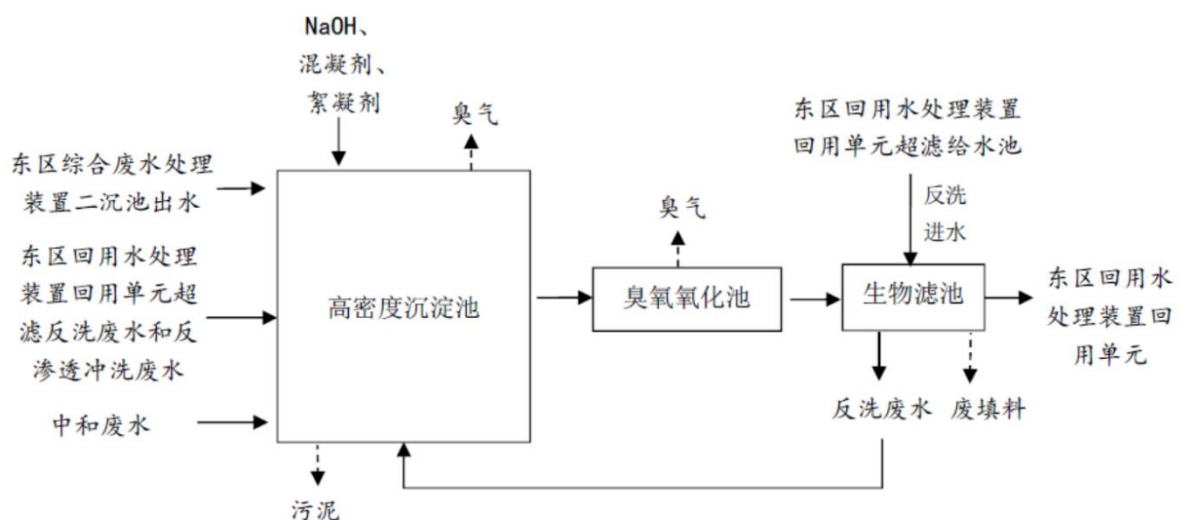 NaOH、
混凝剂、
絮凝剂
臭气
东区综合废水处理
装置二沉池出水
东区回用水处理
装置回用单元超
滤反洗废水和反
渗透冲洗废水
中和废水
高密度沉淀池
污泥
臭气
臭氧氧化池
东区回用水处理装置
回用单元超滤给水池
反洗
进水
生物滤池
反洗废水
废填料
东区回用水
处理装置回
用单元